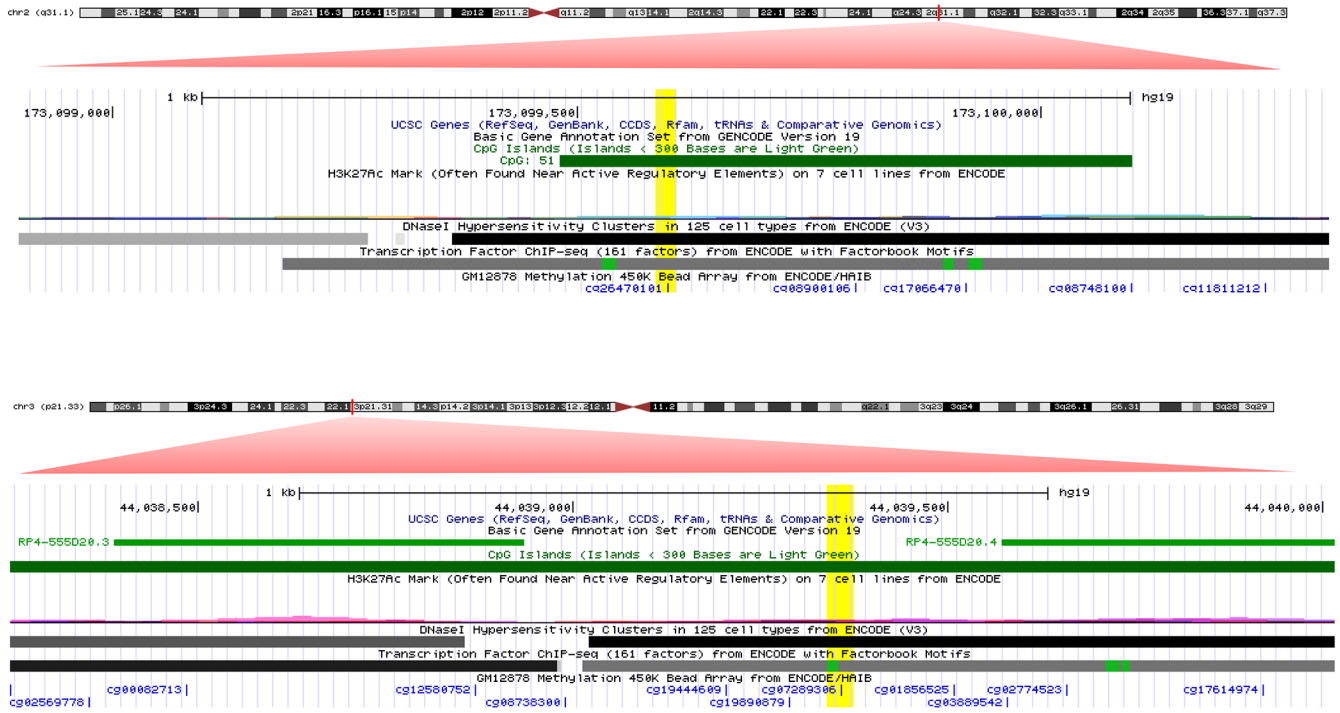 chr2 (q31.1) 25.1 24.3 24.1 2p21 16.3 p16.1 15 p14 2p12 2p11.2 q11.2 q13 14.1 2q14.3 22.1 22.3 24.1 q24.3 2q31.1 q32.1 32.3 q33.1 2q34 2q35 36.3 37.1 q37.3
1 kb hg19
173,099,000| 173,099,500| 173,100,000|
UCSC Genes (RefSeq, GenBank, CCDS, Rfam, tRNAs & Comparative Genomics)
Basic Gene Annotation Set from GENCODE Version 19
CpG Islands (Islands < 300 Bases are Light Green)
CpG: 51
H3K27Ac Mark (Often Found Near Active Regulatory Elements) on 7 cell lines from ENCODE
DNaseI Hypersensitivity Clusters in 125 cell types from ENCODE (V3)
Transcription Factor ChIP-seq (161 factors) from ENCODE with Factorbook Motifs
GM12878 Methylation 450K Bead Array from ENCODE/HAIB
cg26470101| cg08900106| cg17066470| cg08748100| cg11811212|
chr3 (p21.33) p26.1 3p24.3 24.1 22.3 22.1 3p21.31 14.3 p14.2 3p14.1 3p13 3p12.3 12.2 12.1 11.2 q22.1 3q23 3q24 3q26.1 26.31 3q28 3q29
1 kb hg19
44,038,500| 44,039,000| 44,039,500| 44,040,000|
UCSC Genes (RefSeq, GenBank, CCDS, Rfam, tRNAs & Comparative Genomics)
Basic Gene Annotation Set from GENCODE Version 19
RP4-555D20.3 RP4-555D20.4
CpG Islands (Islands < 300 Bases are Light Green)
H3K27Ac Mark (Often Found Near Active Regulatory Elements) on 7 cell lines from ENCODE
DNaseI Hypersensitivity Clusters in 125 cell types from ENCODE (V3)
Transcription Factor ChIP-seq (161 factors) from ENCODE with Factorbook Motifs
GM12878 Methylation 450K Bead Array from ENCODE/HAIB
cg00082713| cg12580752| cg19444609| cg07289306| cg01856525| cg02774523| cg17614974|
cg02569778| cg08738300| cg19890879| cg03889542|